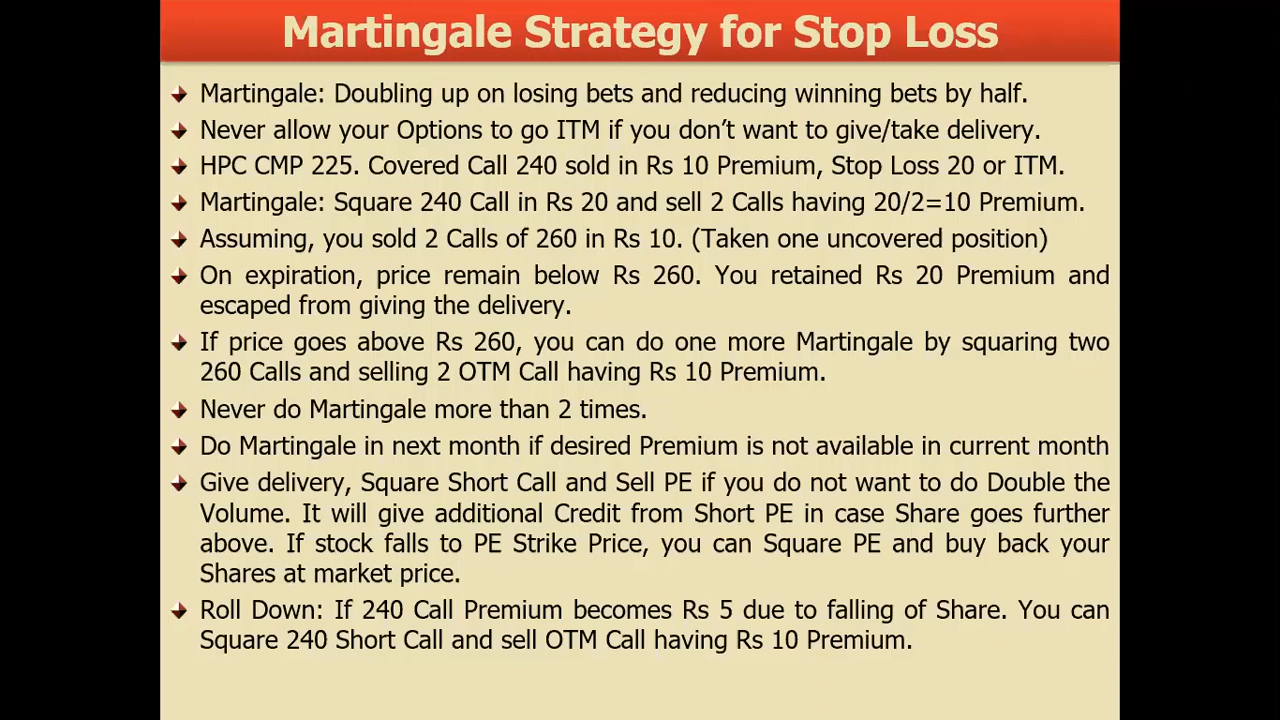 Martingale Strategy for Stop Loss
Martingale: Doubling up on losing bets and reducing winning bets by half.
Never allow your Options to go ITM if you don't want to give/take delivery.
HPC CMP 225. Covered Call 240 sold in Rs 10 Premium, Stop Loss 20 or ITM.
Martingale: Square 240 Call in Rs 20 and sell 2 Calls having 20/2=10 Premium.
Assuming, you sold 2 Calls of 260 in Rs 10. (Taken one uncovered position)
On expiration, price remain below Rs 260. You retained Rs 20 Premium and
escaped from giving the delivery.
If price goes above Rs 260, you can do one more Martingale by squaring two
260 Calls and selling 2 OTM Call having Rs 10 Premium.
Never do Martingale more than 2 times.
Do Martingale in next month if desired Premium is not available in current month
Give delivery, Square Short Call and Sell PE if you do not want to do Double the
Volume. It will give additional Credit from Short PE in case Share goes further
above. If stock falls to PE Strike Price, you can Square PE and buy back your
Shares at market price.
Roll Down: If 240 Call Premium becomes Rs 5 due to falling of Share. You can
Square 240 Short Call and sell OTM Call having Rs 10 Premium.